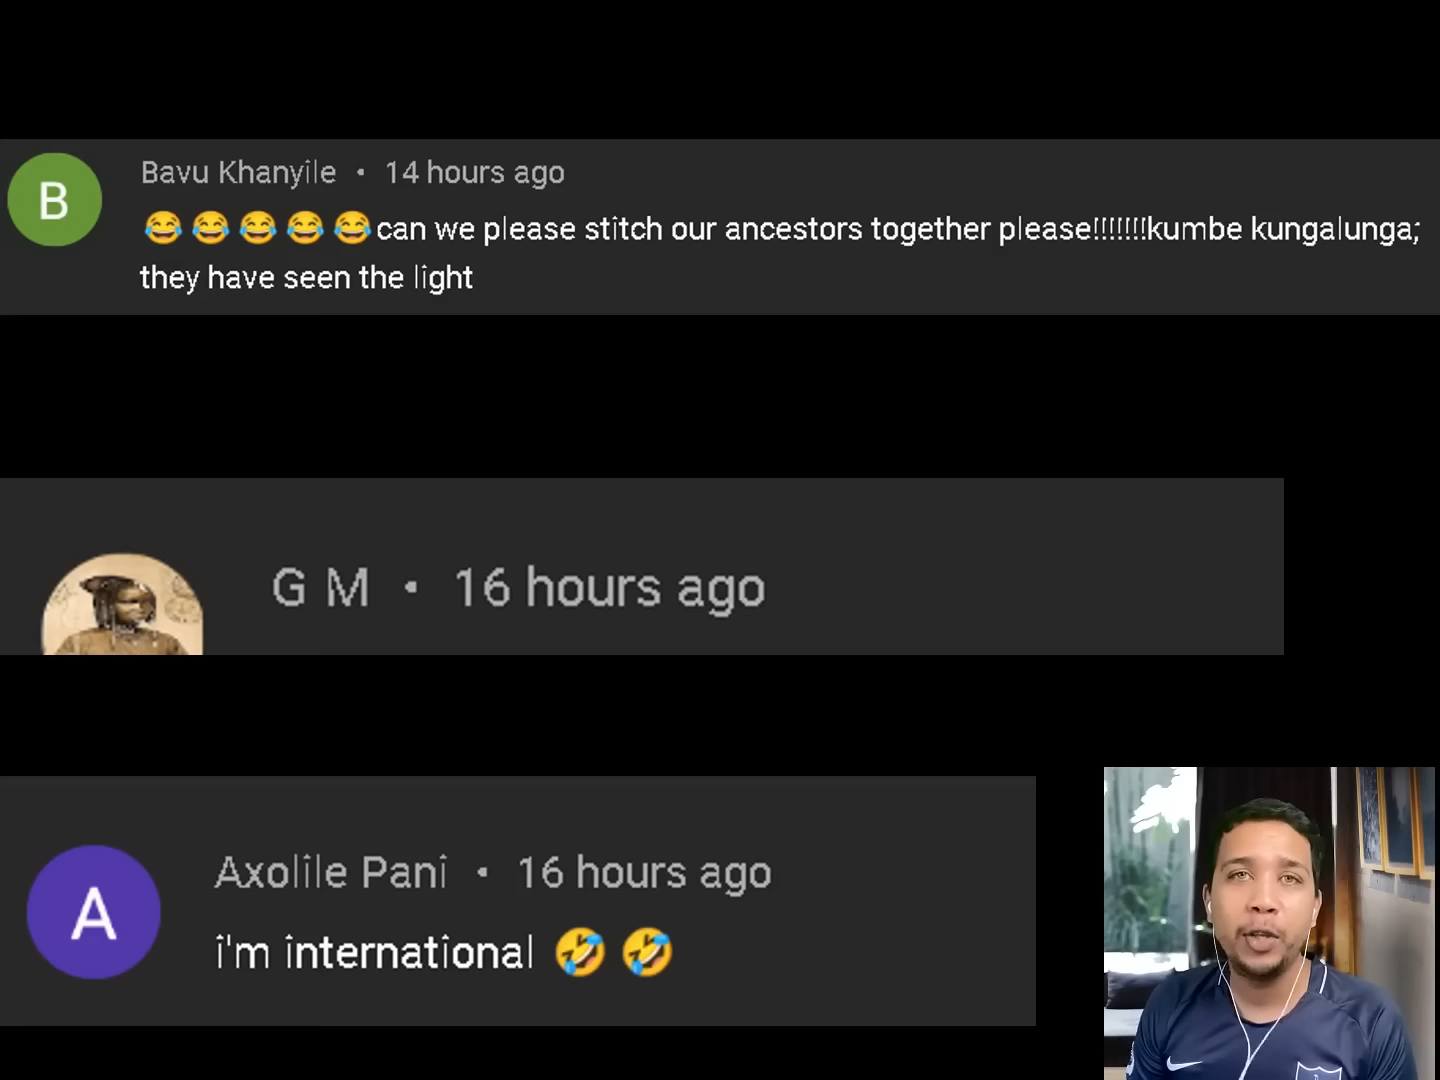 B
Bavu Khanyile • 14 hours ago
😂😂😂😂😂can we please stitch our ancestors together please!!!!!!!kumbe kungalunga;
they have seen the light
G M • 16 hours ago
A
Axolile Pani • 16 hours ago
i'm international 🤣🤣